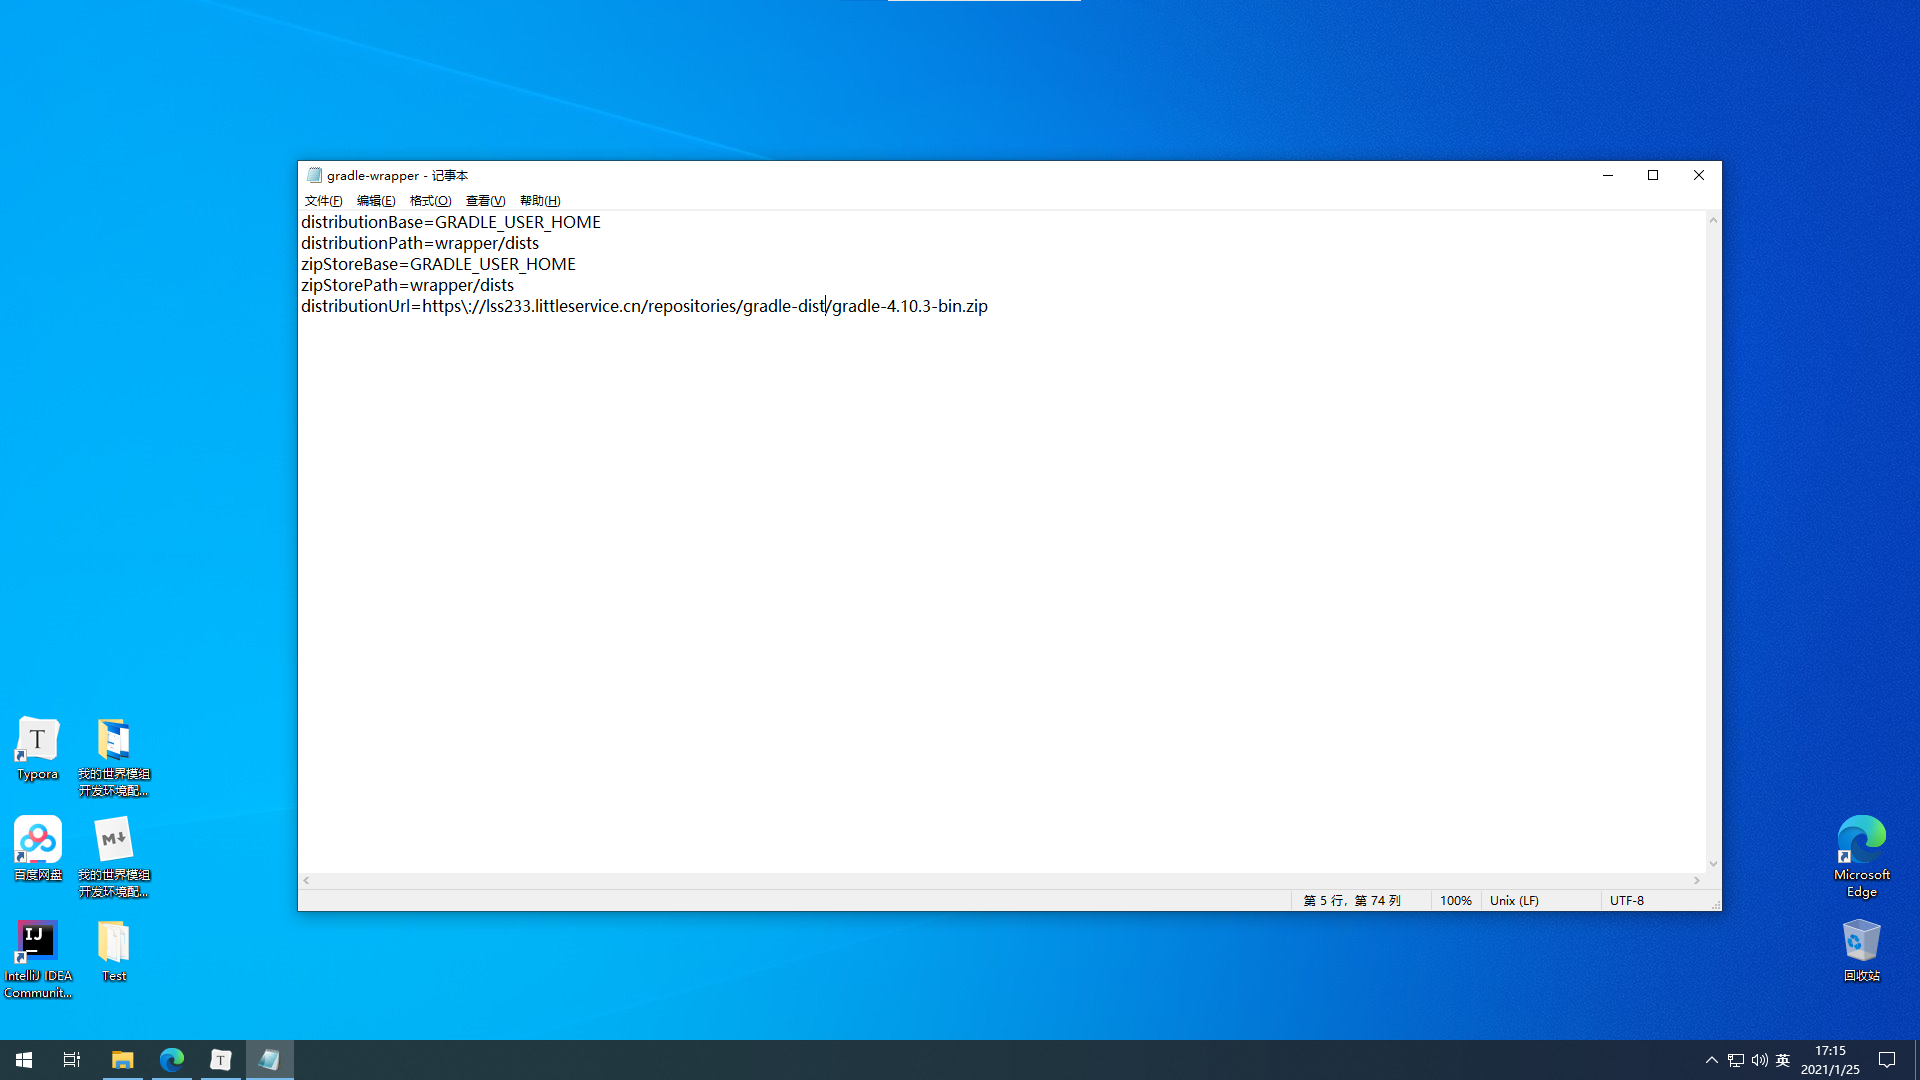 gradle-wrapper - 记事本
文件(F) 编辑(E) 格式(O) 查看(V) 帮助(H)
distributionBase=GRADLE_USER_HOME
distributionPath=wrapper/dists
zipStoreBase=GRADLE_USER_HOME
zipStorePath=wrapper/dists
distributionUrl=https\://lss233.littleservice.cn/repositories/gradle-dist/gradle-4.10.3-bin.zip
第 5 行，第 74 列 100% Unix (LF) UTF-8
T
Typora
我的世界模组
开发环境配...
百度网盘
M
我的世界模组
开发环境配...
IJ
IntelliJ IDEA
Communit...
Test
Microsoft
Edge
回收站
T
英
17:15
2021/1/25